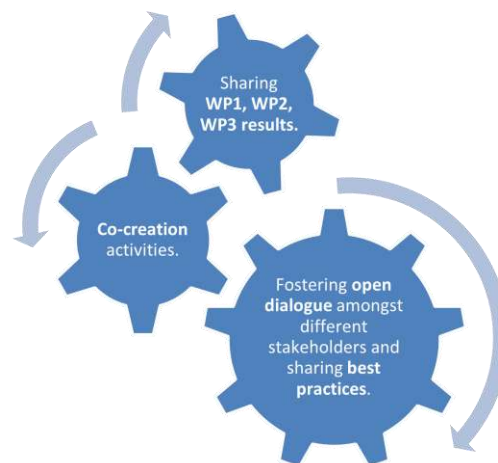 Sharing
WP1, WP2,
WP3 results.
Co-creation
activities.
Fostering open
dialogue amongst
different
stakeholders and
sharing best
practices.